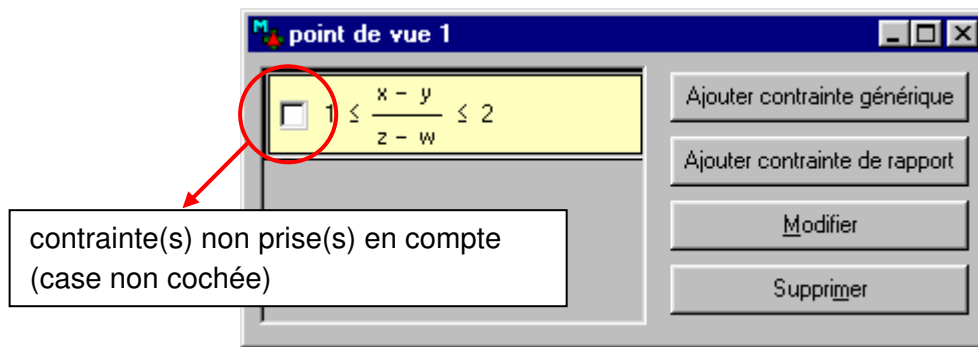 point de vue 1
1 ≤ x - y / z - w ≤ 2
Ajouter contrainte générique
Ajouter contrainte de rapport
Modifier
Supprimer
contrainte(s) non prise(s) en compte
(case non cochée)